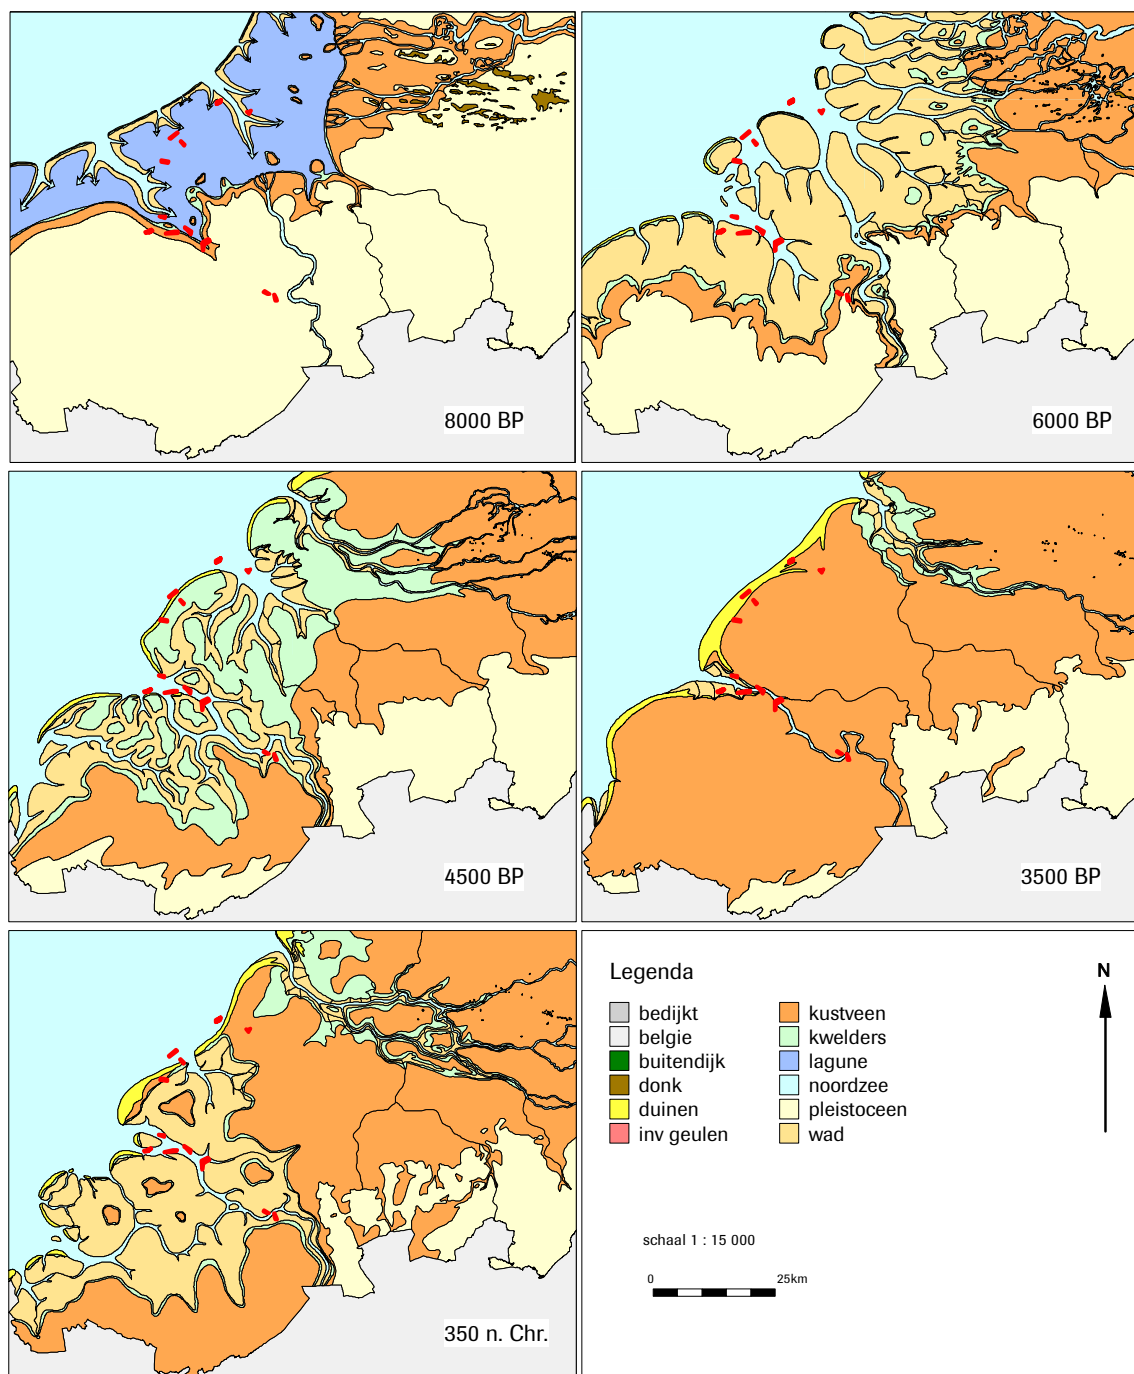 8000 BP
6000 BP
4500 BP
3500 BP
350 n. Chr.
Legenda
bedijkt
belgie
buitendijk
donk
duinen
inv geulen
kustveen
kwelders
lagune
noordzee
pleistoceen
wad
N
schaal 1 : 15 000
0 25km